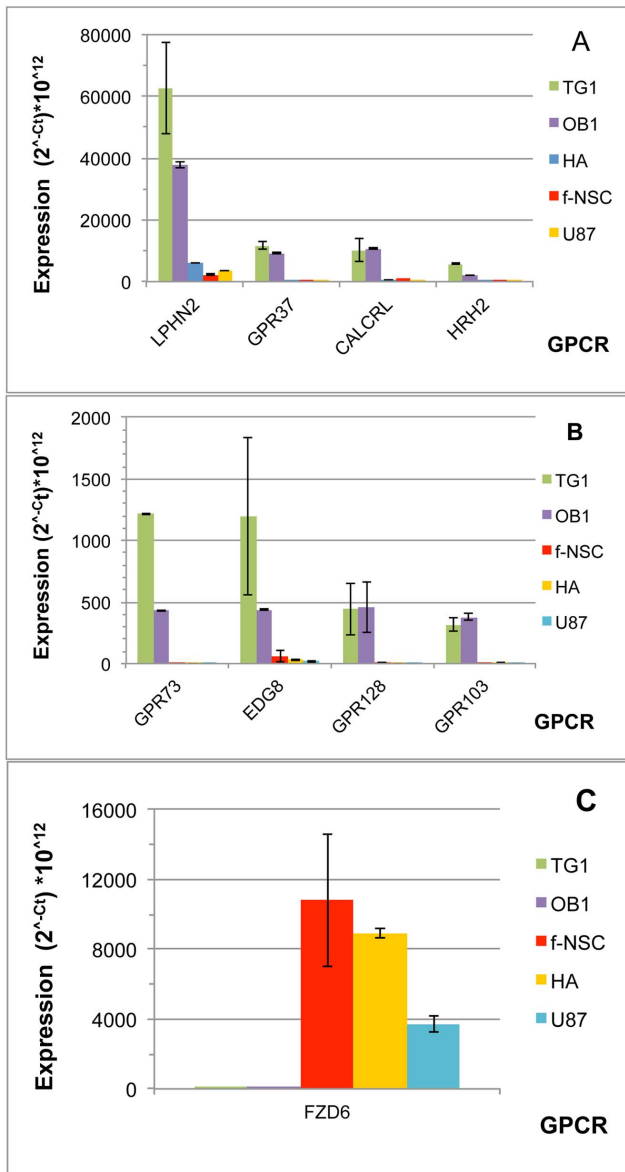 A
Expression (2^-Ct)*10^12
80000
60000
40000
20000
0
LPHN2
GPR37
CALCRL
HRH2
GPCR
TG1
OB1
HA
f-NSC
U87
B
Expression (2^-Ct)*10^12
2000
1500
1000
500
0
GPR73
EDG8
GPR128
GPR103
GPCR
TG1
OB1
f-NSC
HA
U87
C
Expression (2^-Ct) *10^12
16000
12000
8000
4000
0
FZD6
GPCR
TG1
OB1
f-NSC
HA
U87